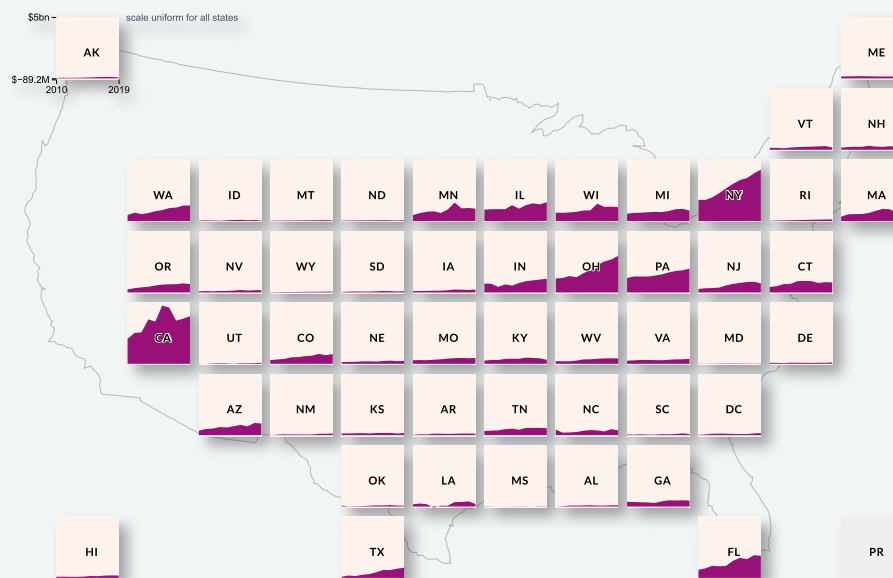 $5bn
scale uniform for all states
AK
ME
$−89.2M
2010
2019
VT
NH
WA
ID
MT
ND
MN
IL
WI
MI
NY
RI
MA
OR
NV
WY
SD
IA
IN
OH
PA
NJ
CT
CA
UT
CO
NE
MO
KY
WV
VA
MD
DE
AZ
NM
KS
AR
TN
NC
SC
DC
OK
LA
MS
AL
GA
HI
TX
FL
PR